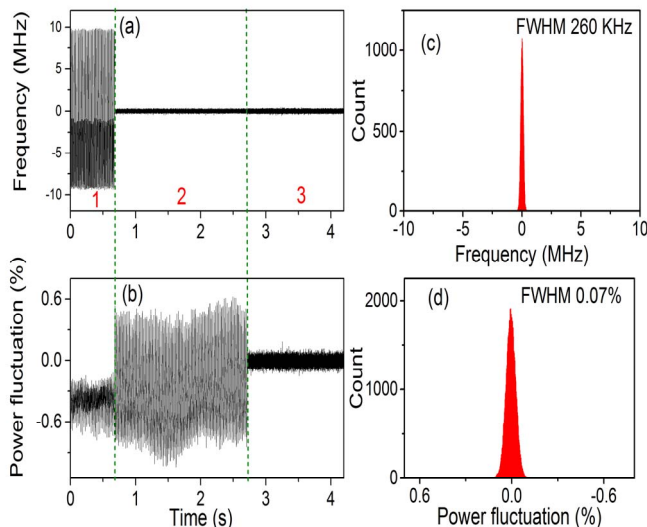 (a)
Frequency (MHz)
10
5
0
-5
-10
1
2
3
0 1 2 3 4
(b)
Power fluctuation (%)
0.6
0.0
-0.6
0 1 2 3 4
Time (s)
(c)
FWHM 260 KHz
Count
1000
500
0
-10 -5 0 5 10
Frequency (MHz)
(d)
FWHM 0.07%
Count
2000
1000
0
0.6 0.0 -0.6
Power fluctuation (%)